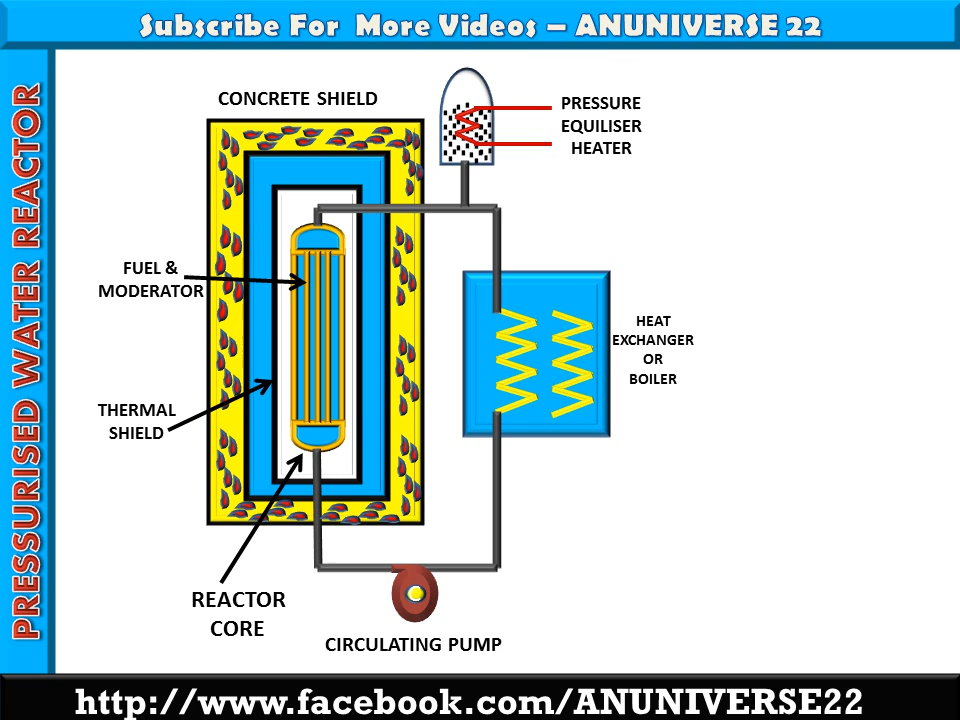 Subscribe For More Videos – ANUNIVERSE 22
PRESSURISED WATER REACTOR
CONCRETE SHIELD
PRESSURE
EQUILISER
HEATER
FUEL &
MODERATOR
HEAT
EXCHANGER
OR
BOILER
THERMAL
SHIELD
REACTOR
CORE
CIRCULATING PUMP
http://www.facebook.com/ANUNIVERSE22